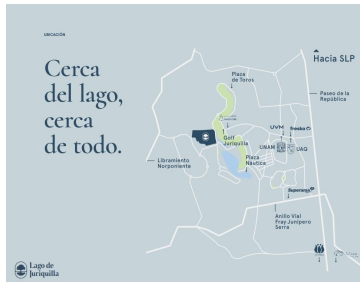 UBICACIÓN
Cerca
del lago,
cerca
de todo.
Hacia SLP
Plaza
de Toros
Paseo de la
República
Golf
Juriquilla
UVM
fresko
UNAM
UAQ
Plaza
Náutica
Libramiento
Norponiente
Superama
Anillo Vial
Fray Junípero
Serra
Lago de
Juriquilla